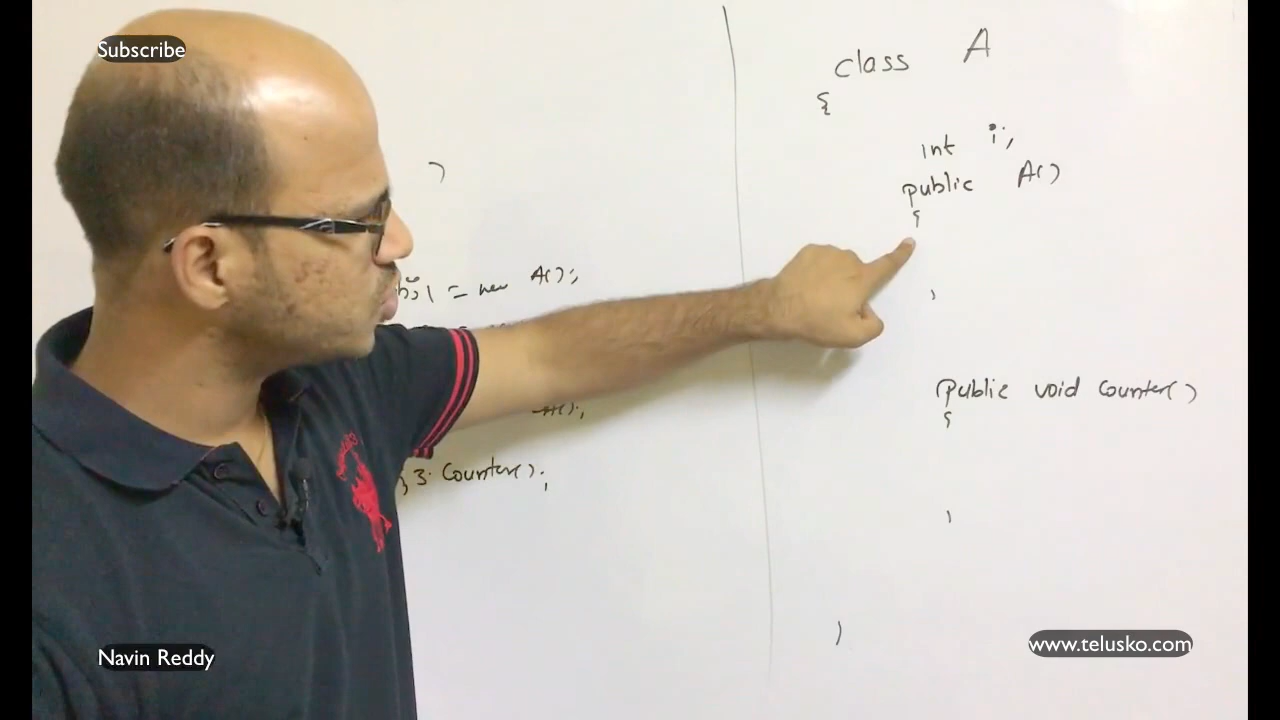 Subscribe
)
= new A();
A();
3. Counter();
class A
{
int i;
public A()
{
}
public void Counter()
{
}
}
Navin Reddy
www.telusko.com